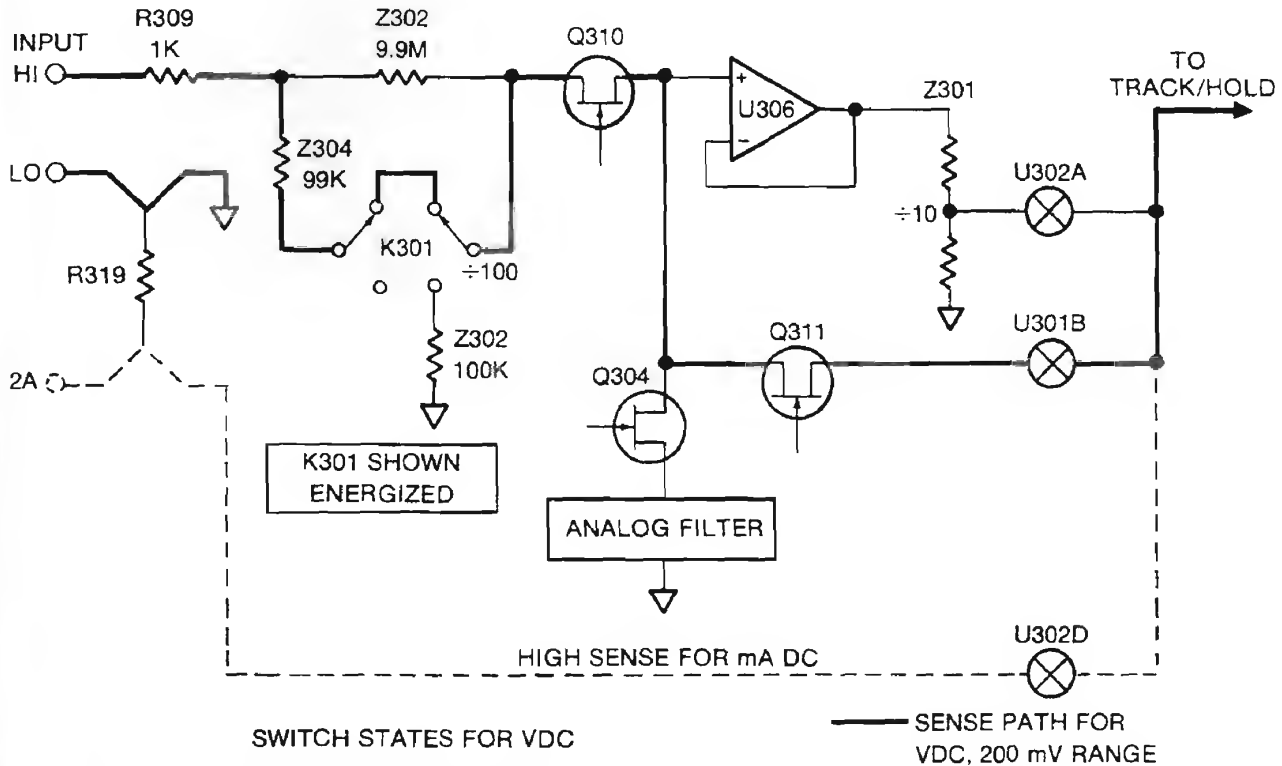 INPUT
HI
R309
1K
Z302
9.9M
Q310
TO
TRACK/HOLD
+
U306
−
Z301
Z304
99K
LO
U302A
÷10
K301
÷100
R319
Z302
100K
U301B
Q311
2A
Q304
K301 SHOWN
ENERGIZED
ANALOG FILTER
U302D
HIGH SENSE FOR mA DC
SWITCH STATES FOR VDC
SENSE PATH FOR
VDC, 200 mV RANGE